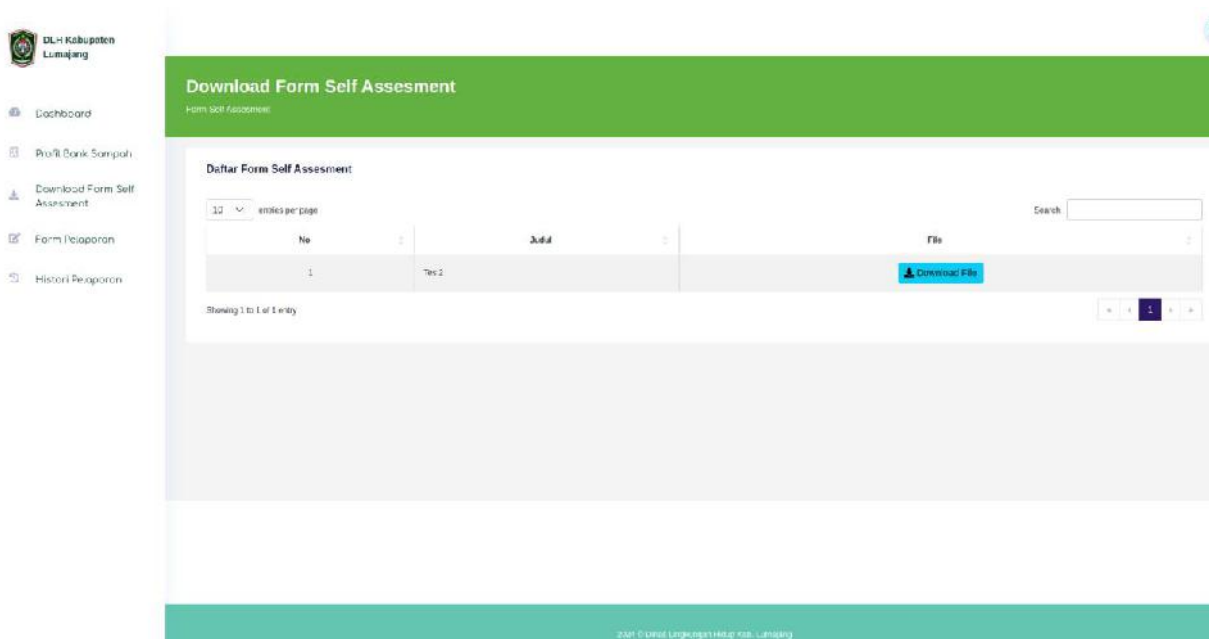 DLH Kabupaten
Lumajang
Dashboard
Profil Bank Sampah
Download Form Self
Assesment
Form Pelaporan
Histori Pelaporan
Download Form Self Assesment
Form Self Assesment
Daftar Form Self Assesment
10 entries per page
Search
No Judul File
1 Tes 2 Download File
Showing 1 to 1 of 1 entry
« ‹ 1 › »
2024 © Dinas Lingkungan Hidup Kab. Lumajang